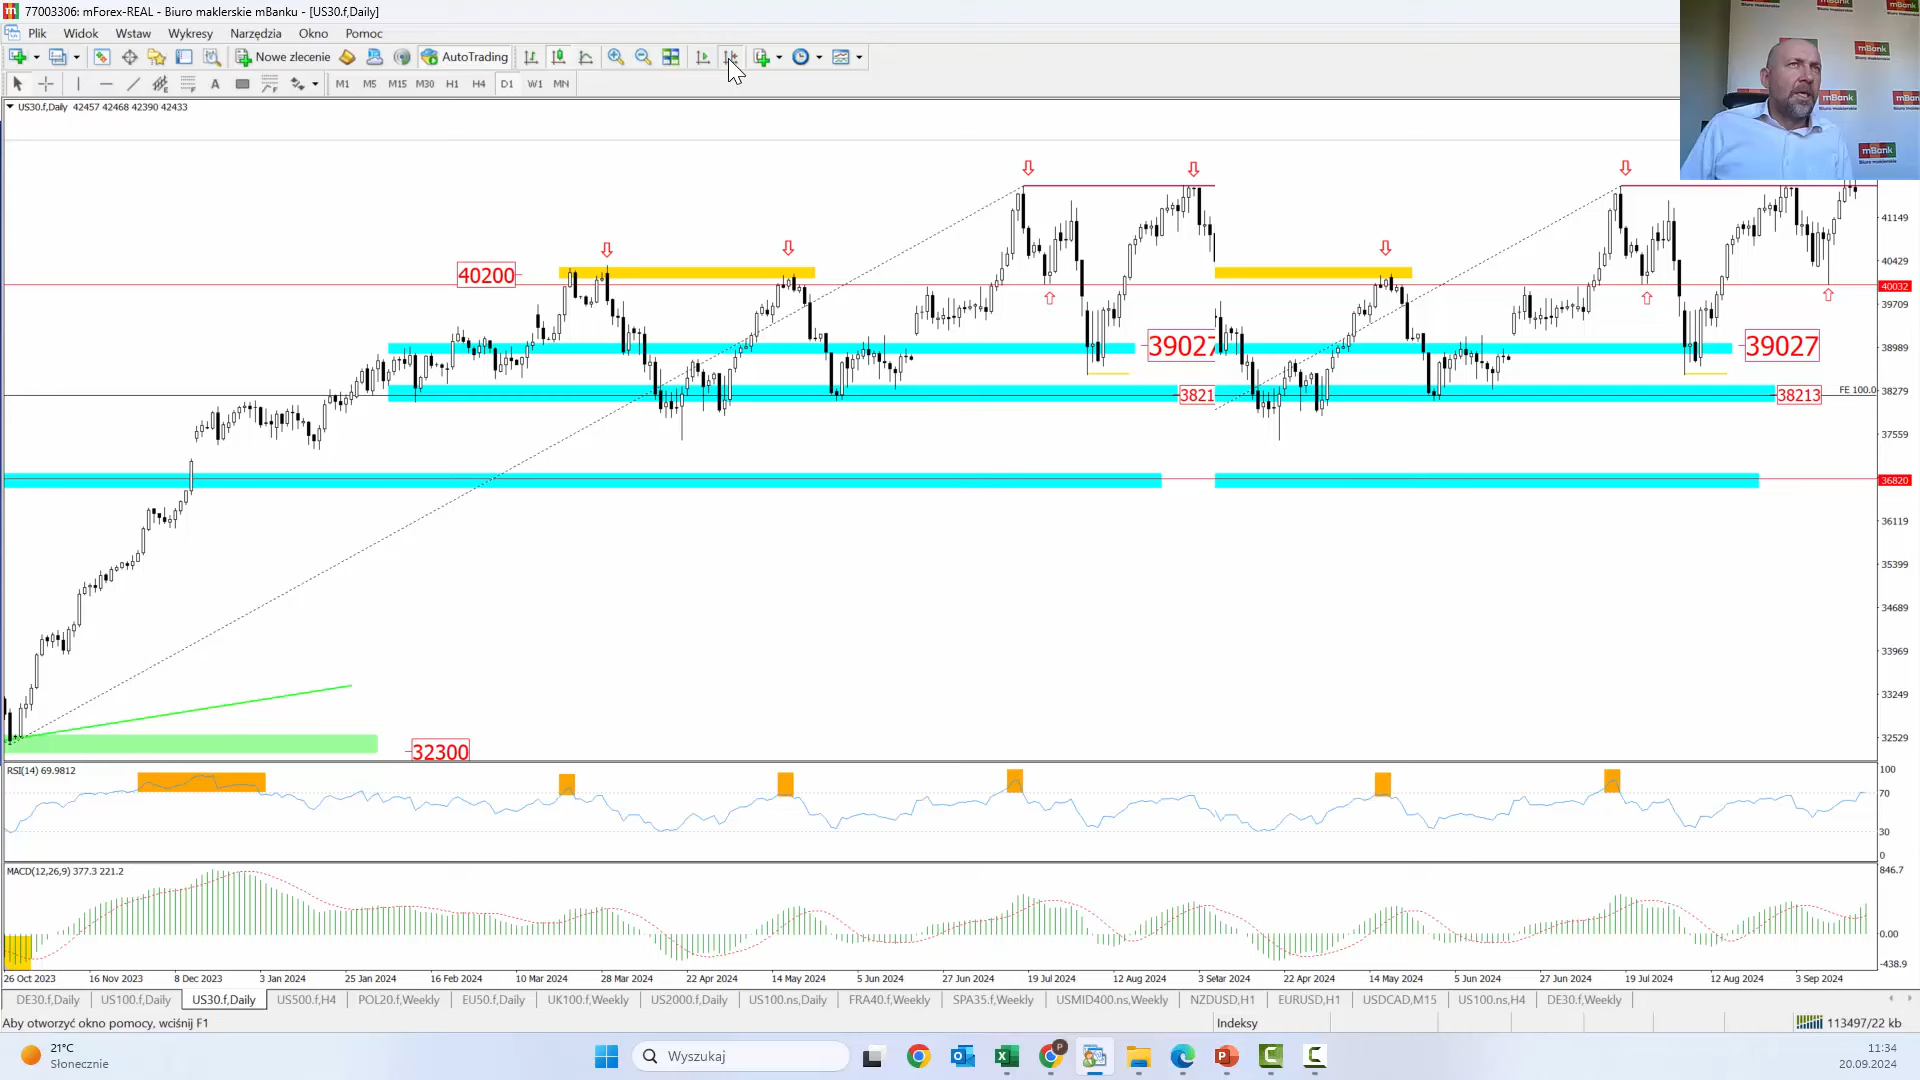 77003306: mForex-REAL - Biuro maklerskie mBanku - [US30.f,Daily]
Plik Widok Wstaw Wykresy Narzędzia Okno Pomoc
Nowe zlecenie AutoTrading
M1 M5 M15 M30 H1 H4 D1 W1 MN
US30.f,Daily 42457 42468 42390 42433
mBank
Biuro maklerskie
mBank
mBank
mBank
Biuro maklerskie
41149
40429
40200
40032
39709
39027
39027
38989
FE 100.0
3821
38213
38279
37559
36820
36119
35399
34689
33969
33249
32529
32300
RSI(14) 69.9812
100
70
30
0
MACD(12,26,9) 377.3 221.2
846.7
0.00
-438.9
26 Oct 2023 16 Nov 2023 8 Dec 2023 3 Jan 2024 25 Jan 2024 16 Feb 2024 10 Mar 2024 28 Mar 2024 22 Apr 2024 14 May 2024 5 Jun 2024 27 Jun 2024 19 Jul 2024 12 Aug 2024 22 Apr 2024 14 May 2024 5 Jun 2024 27 Jun 2024 19 Jul 2024 12 Aug 2024 3 Sep 2024
DE30.f,Daily US100.f,Daily US30.f,Daily US500.f,H4 POL20.f,Weekly EU50.f,Daily UK100.f,Weekly US2000.f,Daily US100.ns,Daily FRA40.f,Weekly SPA35.f,Weekly USMID400.ns,Weekly NZDUSD,H1 EURUSD,H1 USDCAD,M15 US100.ns,H4 DE30.f,Weekly
Aby otworzyć okno pomocy, wciśnij F1 Indeksy 113497/22 kb
21°C
Słonecznie
Wyszukaj
11:34
20.09.2024